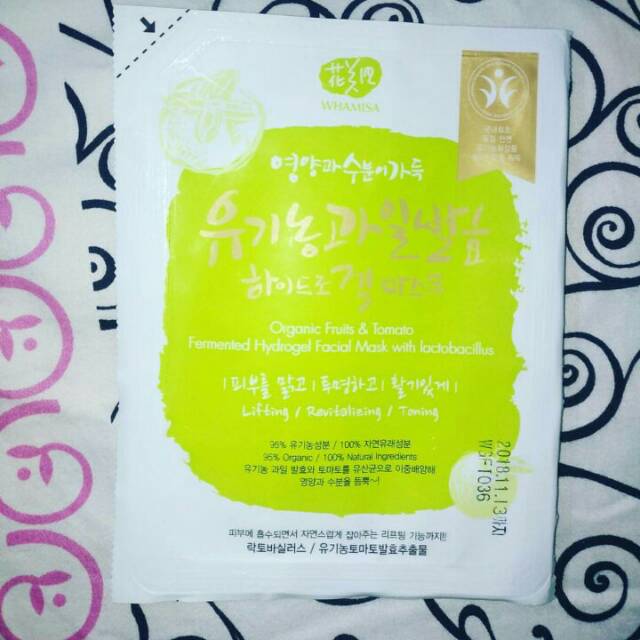 WHAMISA
영양과 수분이 가득
유기농 과일 발효
하이드로 겔 마스크
Organic Fruits & Tomato
Fermented Hydrogel Facial Mask with lactobacillus
| 피부를 맑고 | 투명하고 | 활기있게 |
Lifting / Revitalizing / Toning
95% 유기농성분 / 100% 자연유래성분
95% Organic / 100% Natural Ingredients
유기농 과일 발효와 토마토를 유산균으로 이중배양해
영양과 수분을 듬뿍~!
피부에 흡수되면서 자연스럽게 잡아주는 리프팅 기능까지!!
락토바실러스 / 유기농토마토발효추출물
2018.11.13까지